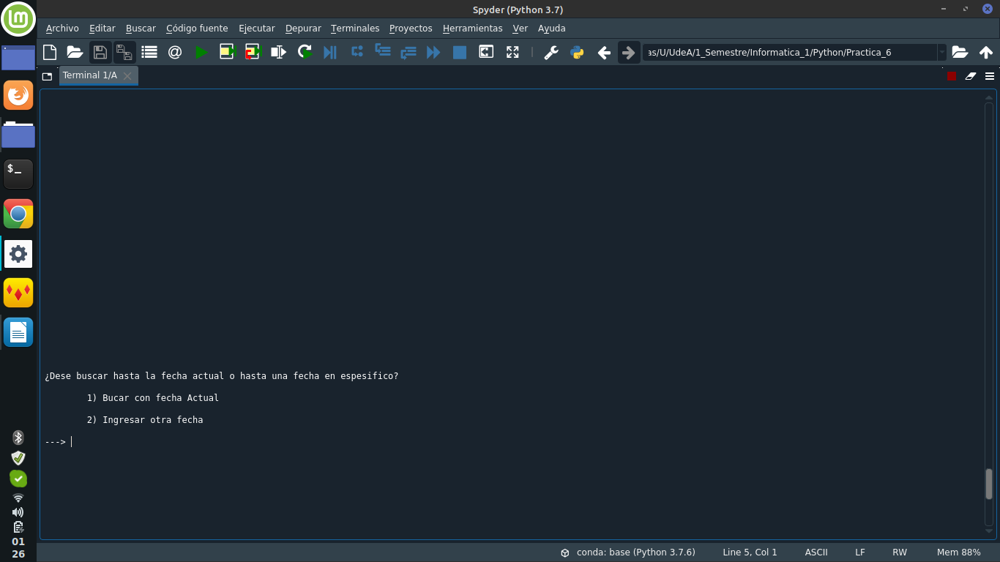 Spyder (Python 3.7)
Archivo Editar Buscar Código fuente Ejecutar Depurar Terminales Proyectos Herramientas Ver Ayuda
as/U/UdeA/1_Semestre/Informatica_1/Python/Practica_6
Terminal 1/A
$_
¿Dese buscar hasta la fecha actual o hasta una fecha en espesifico?
1) Bucar con fecha Actual
2) Ingresar otra fecha
--->
01
26
conda: base (Python 3.7.6) Line 5, Col 1 ASCII LF RW Mem 88%